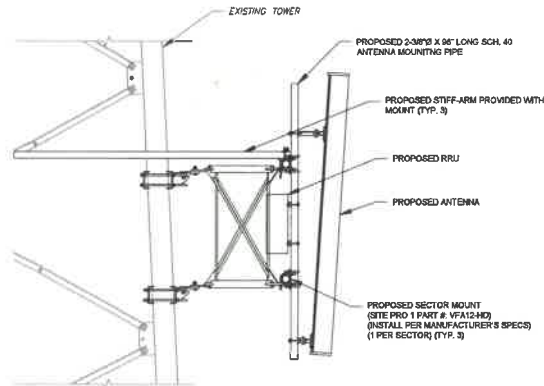 EXISTING TOWER
PROPOSED 2-3/8"Ø X 96" LONG SCH. 40
ANTENNA MOUNITNG PIPE
PROPOSED STIFF-ARM PROVIDED WITH
MOUNT (TYP. 3)
PROPOSED RRU
PROPOSED ANTENNA
PROPOSED SECTOR MOUNT
(SITE PRO 1 PART #: VFA12-HD)
(INSTALL PER MANUFACTURER'S SPECS)
(1 PER SECTOR) (TYP. 3)